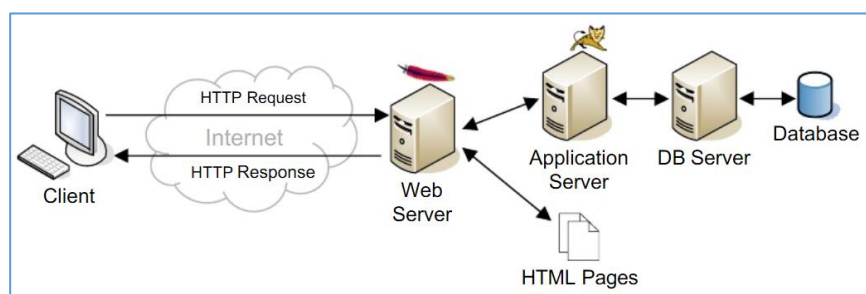 HTTP Request
Internet
HTTP Response
Client
Web
Server
Application
Server
DB Server
Database
HTML Pages